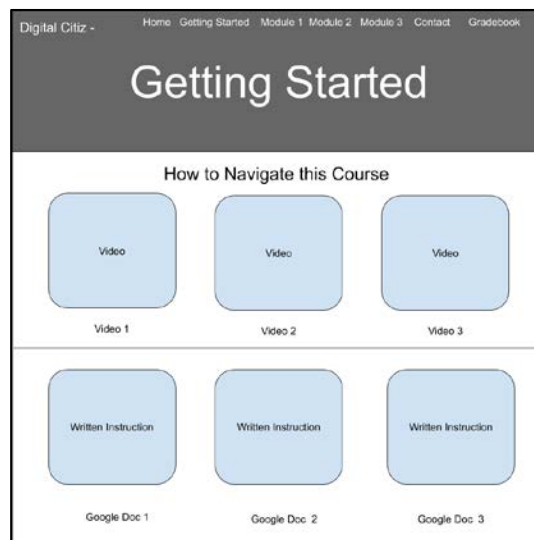 Digital Citiz -
Home Getting Started Module 1 Module 2 Module 3 Contact Gradebook
Getting Started
How to Navigate this Course
Video Video Video
Video 1 Video 2 Video 3
Written Instruction Written Instruction Written Instruction
Google Doc 1 Google Doc 2 Google Doc 3